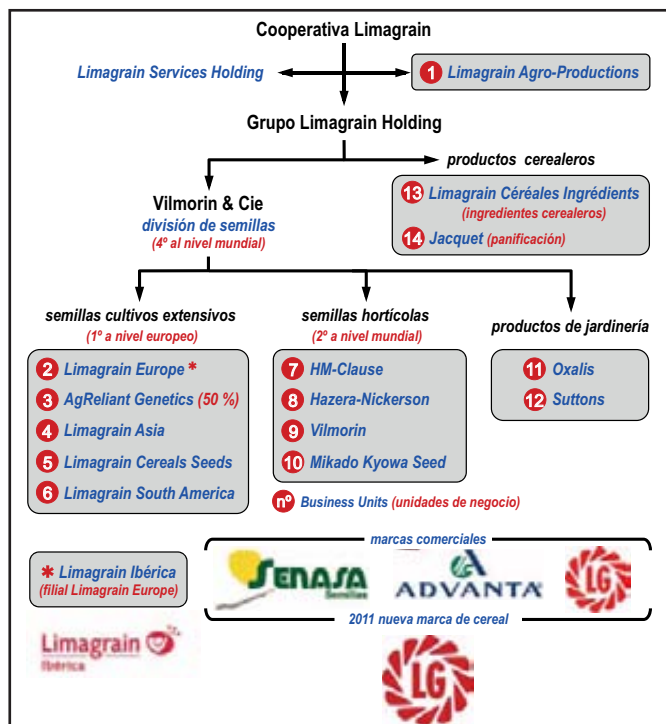 Cooperativa Limagrain
Limagrain Services Holding
1 Limagrain Agro-Productions
Grupo Limagrain Holding
productos cerealeros
13 Limagrain Céréales Ingrédients
(ingredientes cerealeros)
14 Jacquet (panificación)
Vilmorin & Cie
división de semillas
(4º al nivel mundial)
semillas cultivos extensivos
(1º a nivel europeo)
2 Limagrain Europe *
3 AgReliant Genetics (50 %)
4 Limagrain Asia
5 Limagrain Cereals Seeds
6 Limagrain South America
semillas hortícolas
(2º a nivel mundial)
7 HM-Clause
8 Hazera-Nickerson
9 Vilmorin
10 Mikado Kyowa Seed
nº Business Units (unidades de negocio)
productos de jardinería
11 Oxalis
12 Suttons
* Limagrain Ibérica
(filial Limagrain Europe)
Limagrain
Ibérica
marcas comerciales
SENASA
Semillas
ADVANTA
LG
2011 nueva marca de cereal
LG